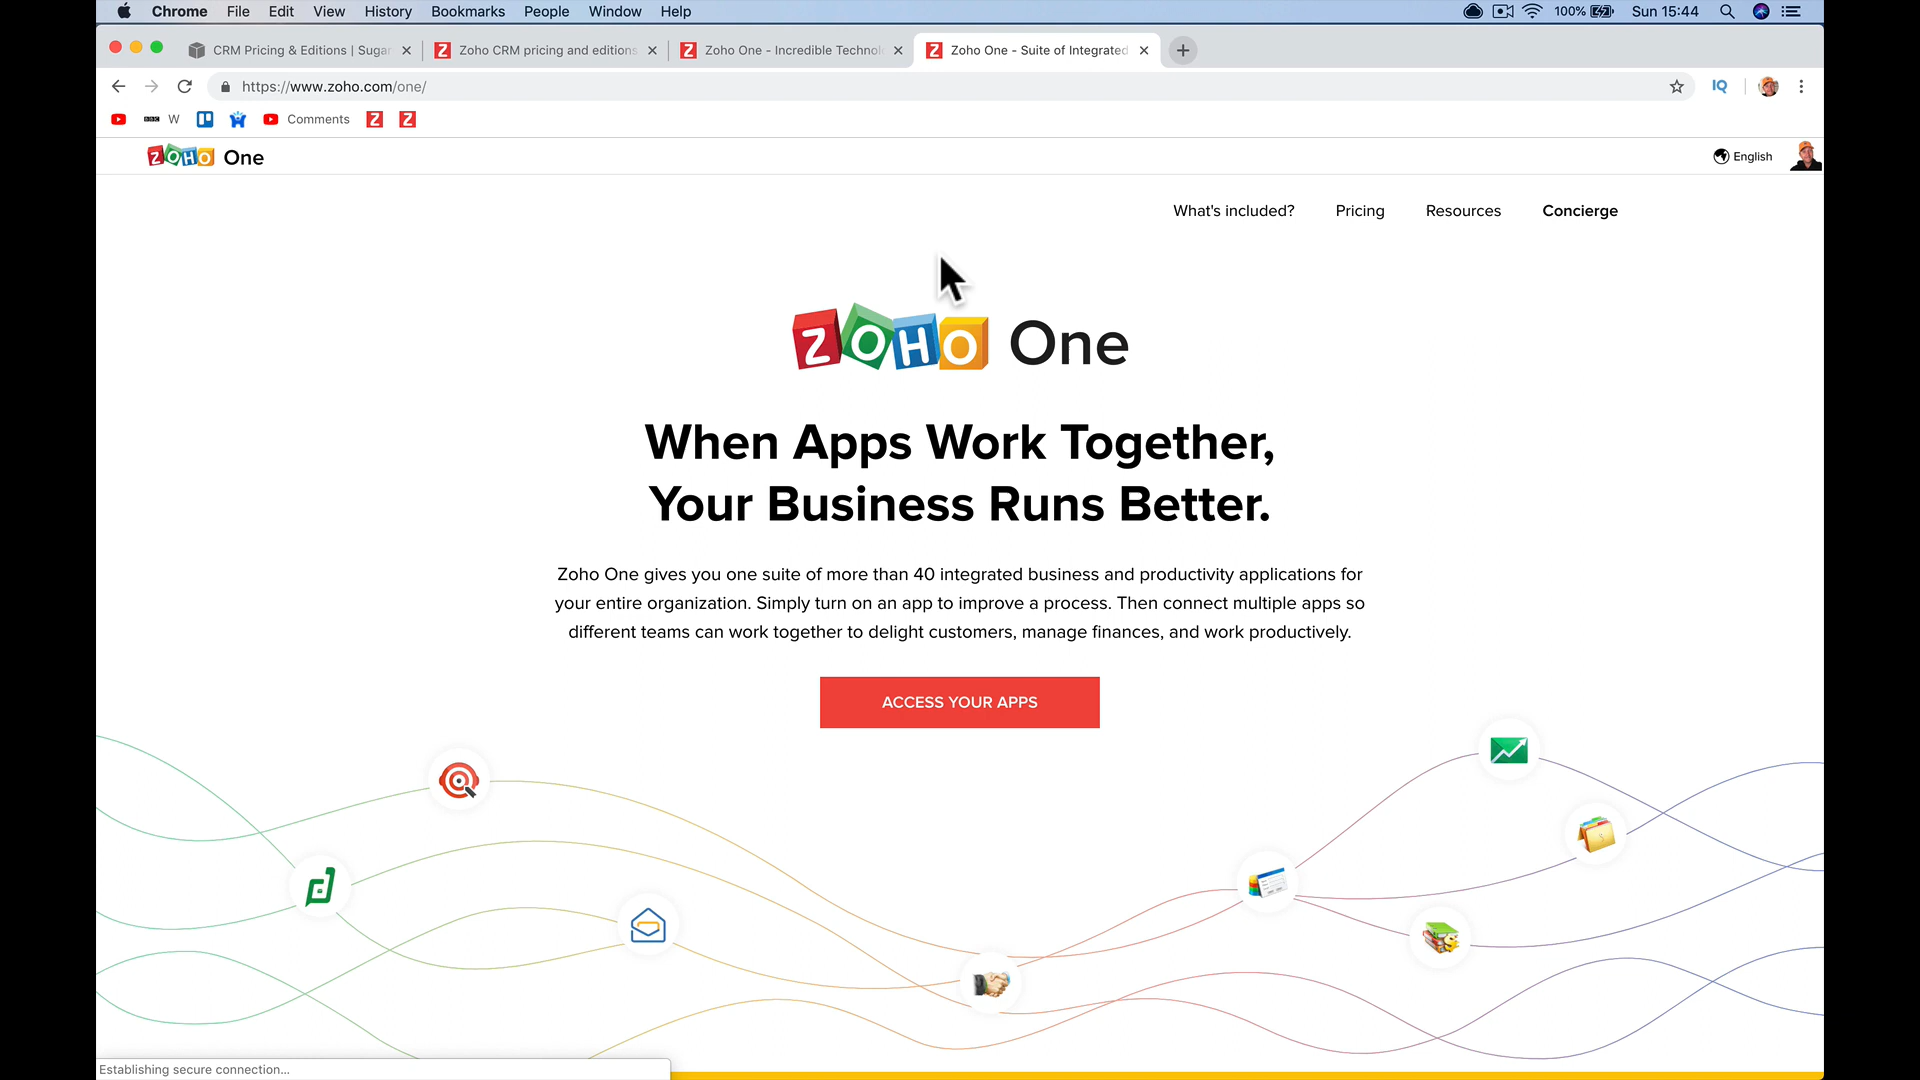 Chrome File Edit View History Bookmarks People Window Help 100% Sun 15:44
CRM Pricing & Editions | Sugar Zoho CRM pricing and editions Zoho One - Incredible Technol Zoho One - Suite of Integrated
https://www.zoho.com/one/ IQ
BBC W Comments Z Z
ZOHO One English
What's included? Pricing Resources Concierge
ZOHO One
When Apps Work Together,
Your Business Runs Better.
Zoho One gives you one suite of more than 40 integrated business and productivity applications for
your entire organization. Simply turn on an app to improve a process. Then connect multiple apps so
different teams can work together to delight customers, manage finances, and work productively.
ACCESS YOUR APPS
Establishing secure connection...